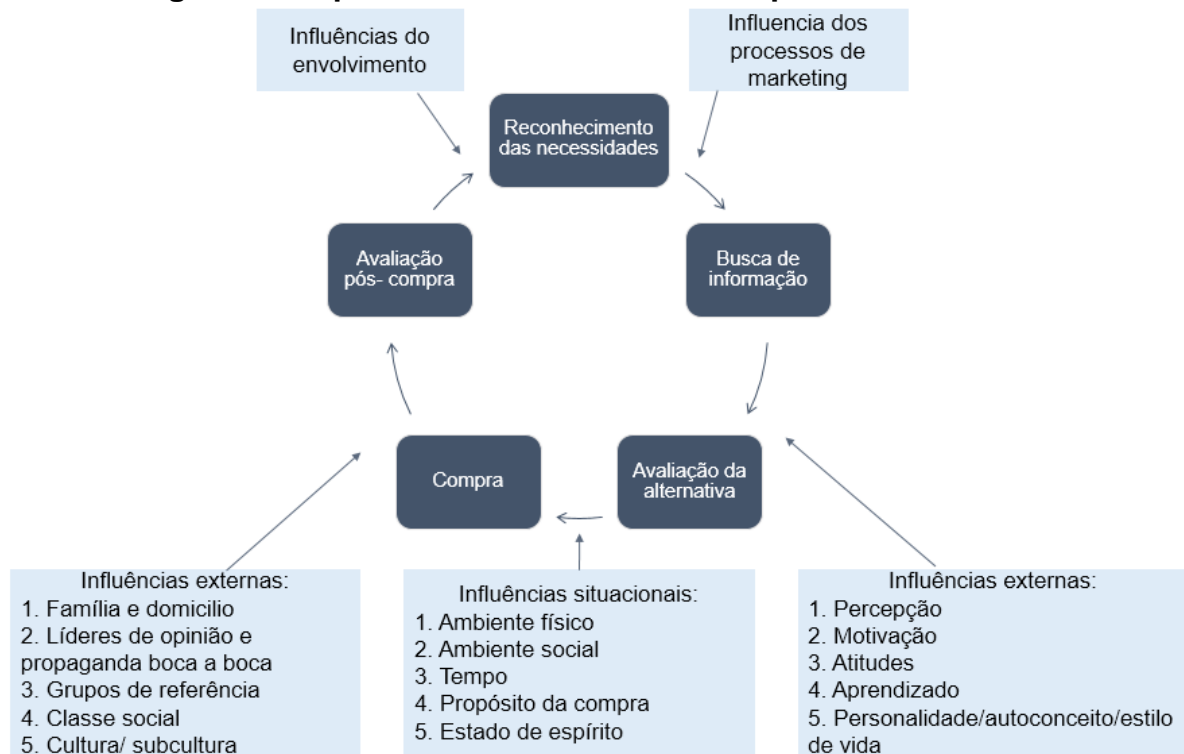 Influências do
envolvimento
Influencia dos
processos de
marketing
Reconhecimento
das necessidades
Avaliação
pós- compra
Busca de
informação
Compra
Avaliação da
alternativa
Influências externas:
1. Família e domicilio
2. Líderes de opinião e
propaganda boca a boca
3. Grupos de referência
4. Classe social
5. Cultura/ subcultura
Influências situacionais:
1. Ambiente físico
2. Ambiente social
3. Tempo
4. Propósito da compra
5. Estado de espírito
Influências externas:
1. Percepção
2. Motivação
3. Atitudes
4. Aprendizado
5. Personalidade/autoconceito/estilo
de vida